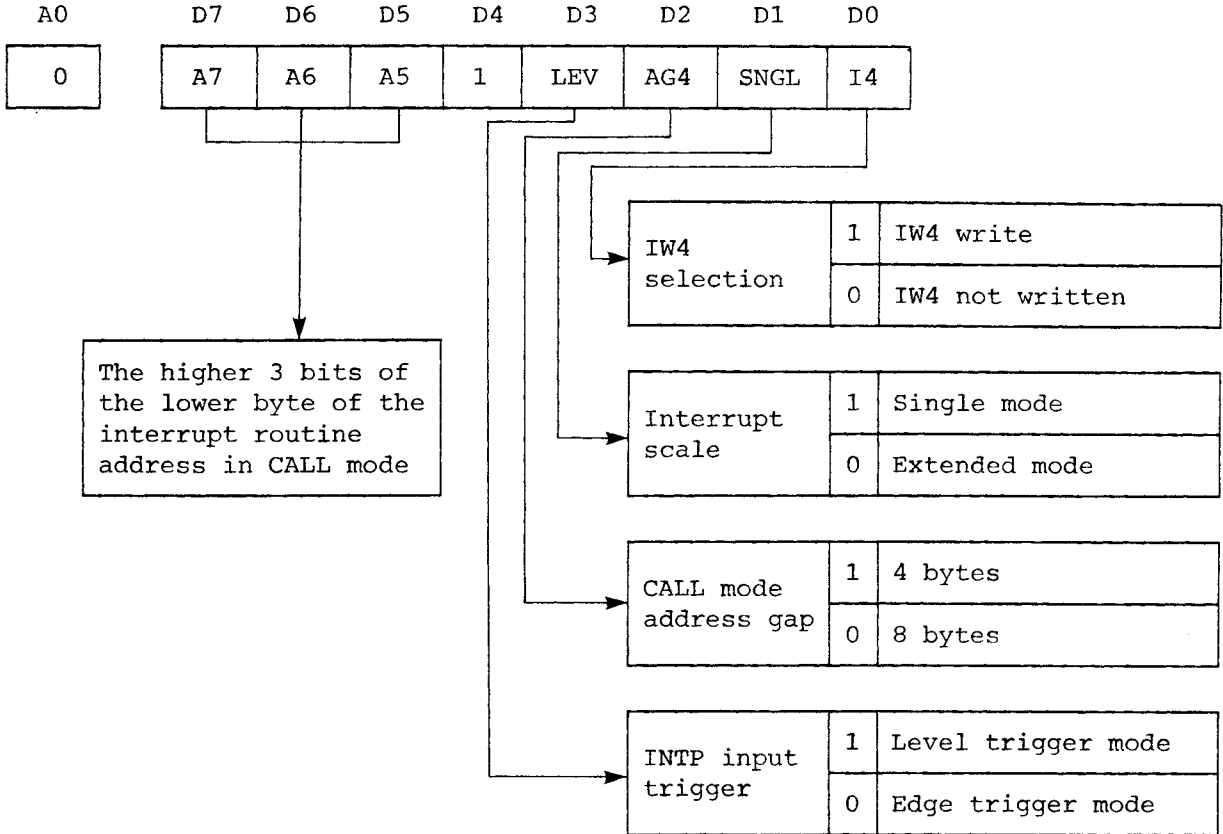 A0 D7 D6 D5 D4 D3 D2 D1 D0
0 A7 A6 A5 1 LEV AG4 SNGL I4
IW4
selection
1 IW4 write
0 IW4 not written
The higher 3 bits of
the lower byte of the
interrupt routine
address in CALL mode
Interrupt
scale
1 Single mode
0 Extended mode
CALL mode
address gap
1 4 bytes
0 8 bytes
INTP input
trigger
1 Level trigger mode
0 Edge trigger mode